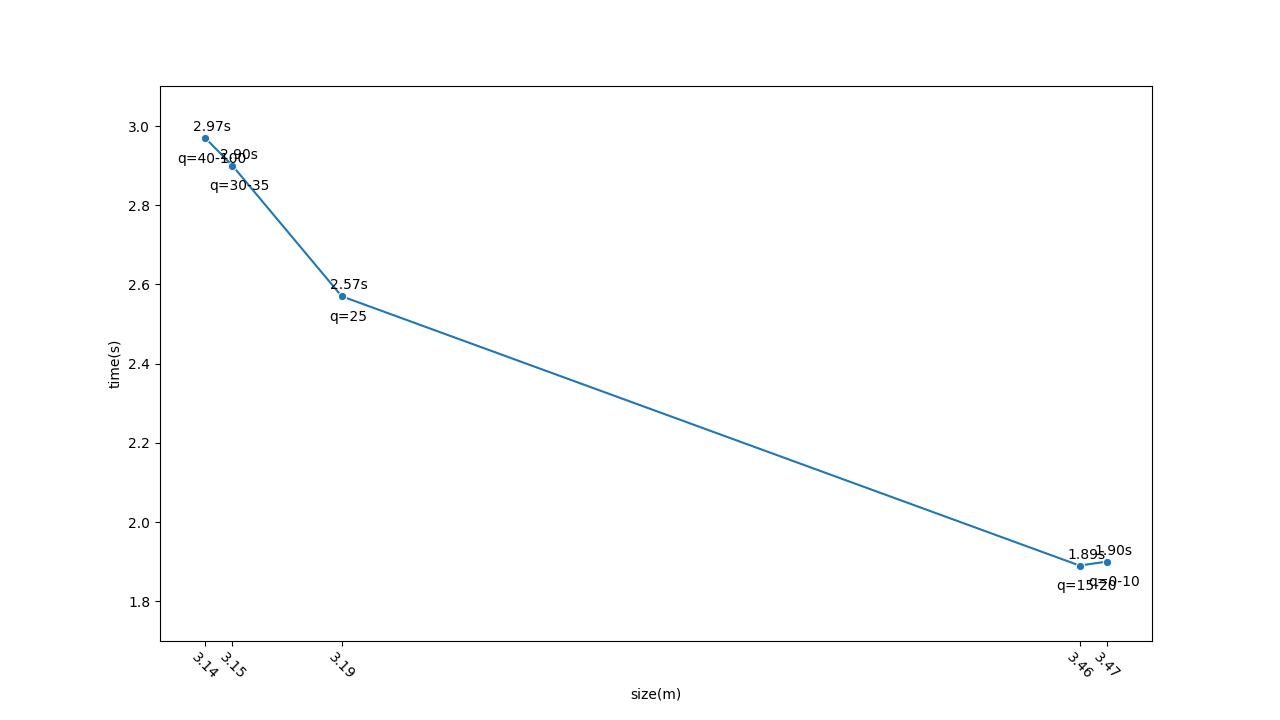 3.0
2.8
2.6
2.4
2.2
2.0
1.8
time(s)
2.97s
q=40-100
2.90s
q=30-35
2.57s
q=25
1.89s
q=15-20
1.90s
q=0-10
3.14
3.15
3.19
3.46
3.47
size(m)